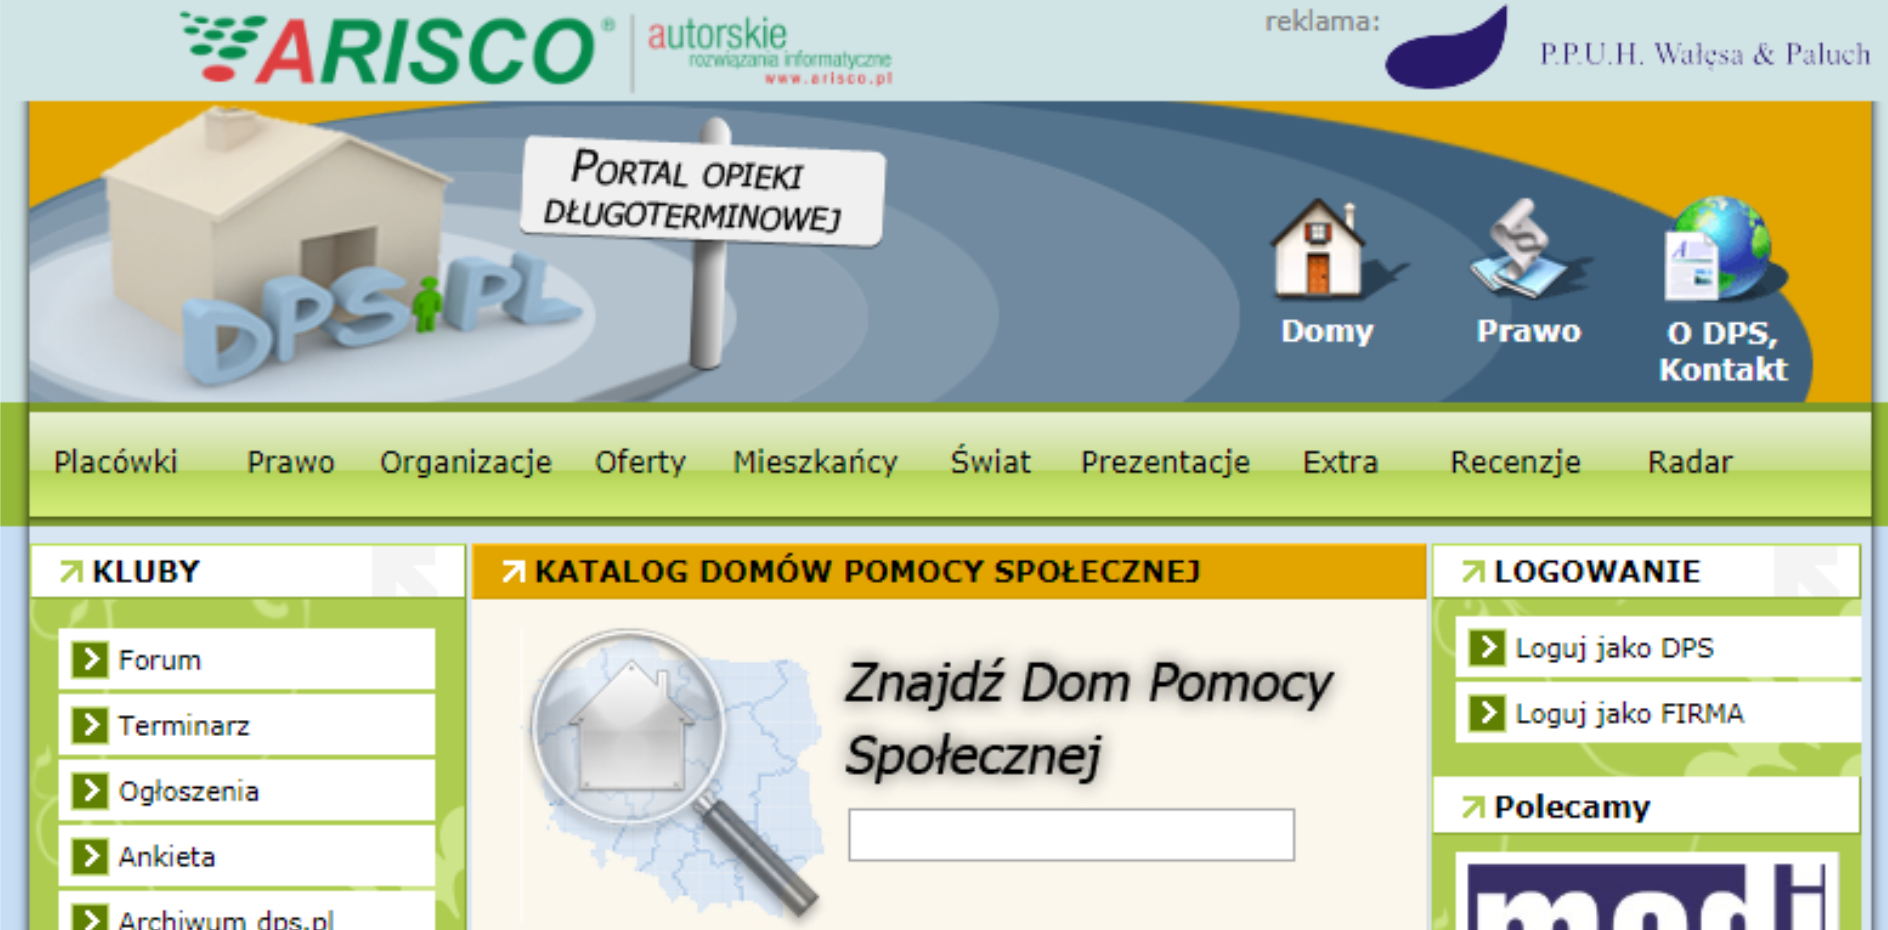 ARISCO®
autorskie
rozwiązania informatyczne
www.arisco.pl
reklama:
P.P.U.H. Wałęsa & Paluch
PORTAL OPIEKI
DŁUGOTERMINOWEJ
DPS.PL
Domy
Prawo
O DPS,
Kontakt
Placówki Prawo Organizacje Oferty Mieszkańcy Świat Prezentacje Extra Recenzje Radar
KLUBY
Forum
Terminarz
Ogłoszenia
Ankieta
Archiwum dps.pl
KATALOG DOMÓW POMOCY SPOŁECZNEJ
Znajdź Dom Pomocy
Społecznej
LOGOWANIE
Loguj jako DPS
Loguj jako FIRMA
Polecamy